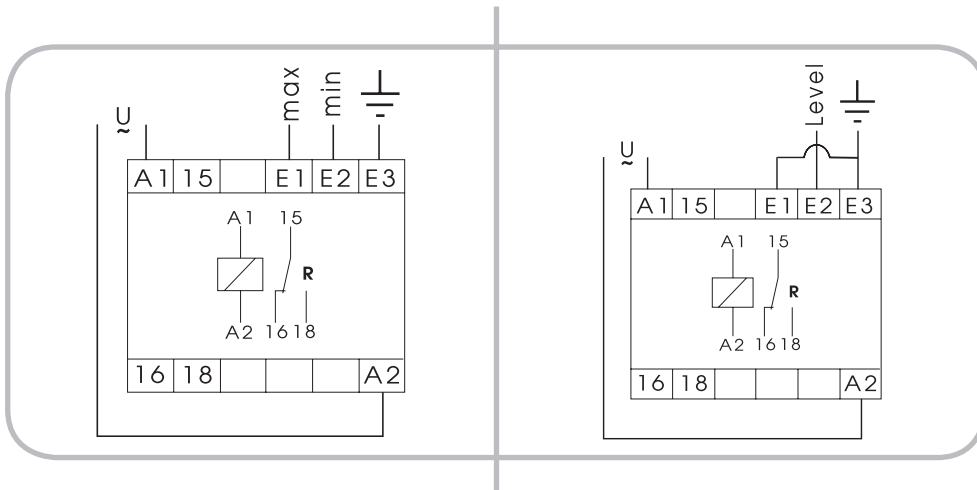 max min
U
~
A1 15 E1 E2 E3
A1 15
R
A2 16 18
16 18 A2
Level
U
~
A1 15 E1 E2 E3
A1 15
R
A2 16 18
16 18 A2